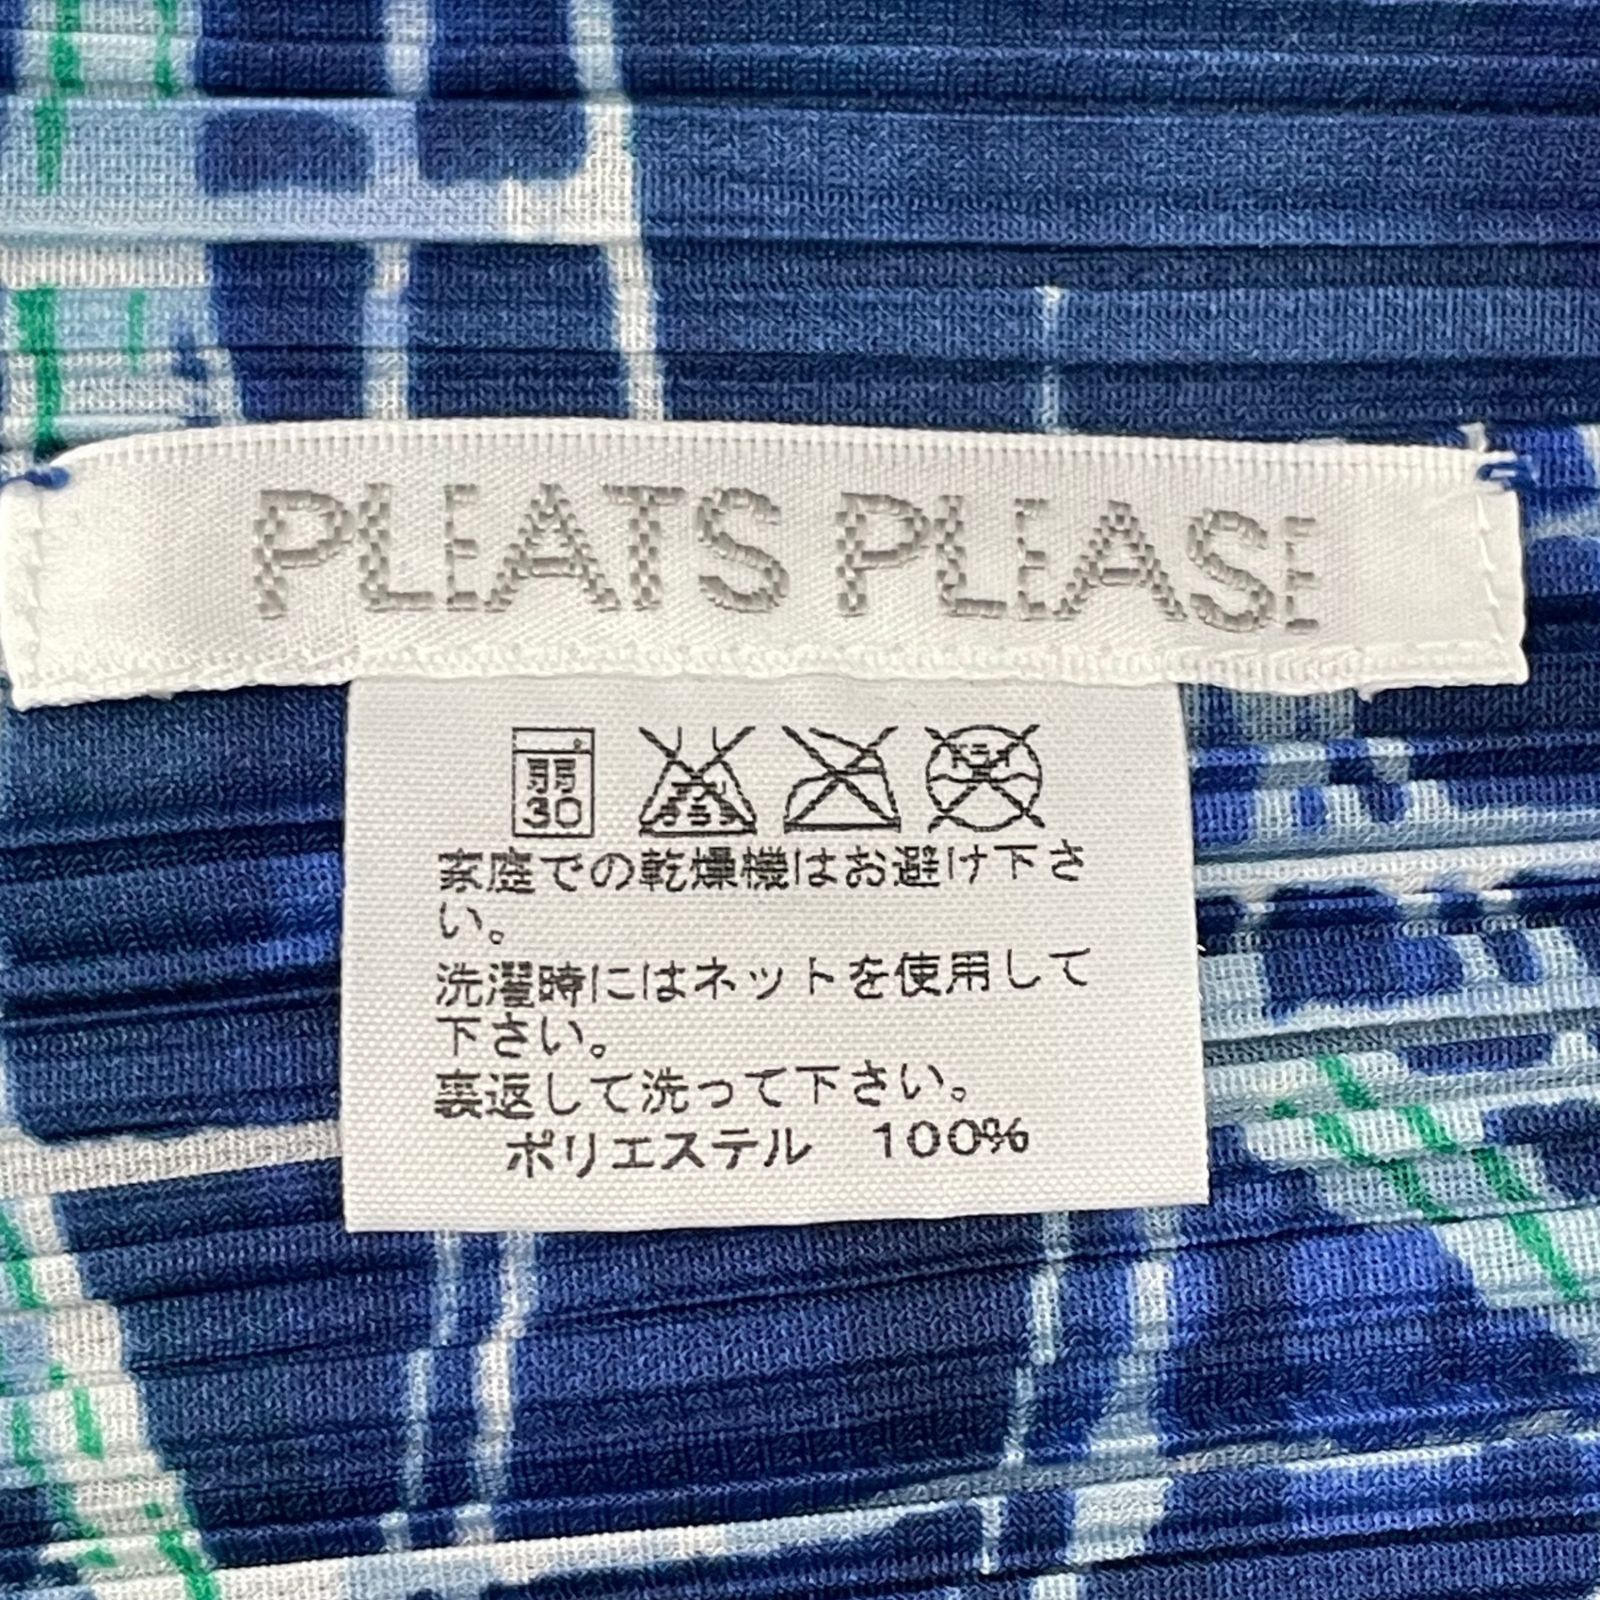 PLEATS PLEASE
弱
30
家庭での乾燥機はお避け下さ
い。
洗濯時にはネットを使用して
下さい。
裏返して洗って下さい。
ポリエステル 100%